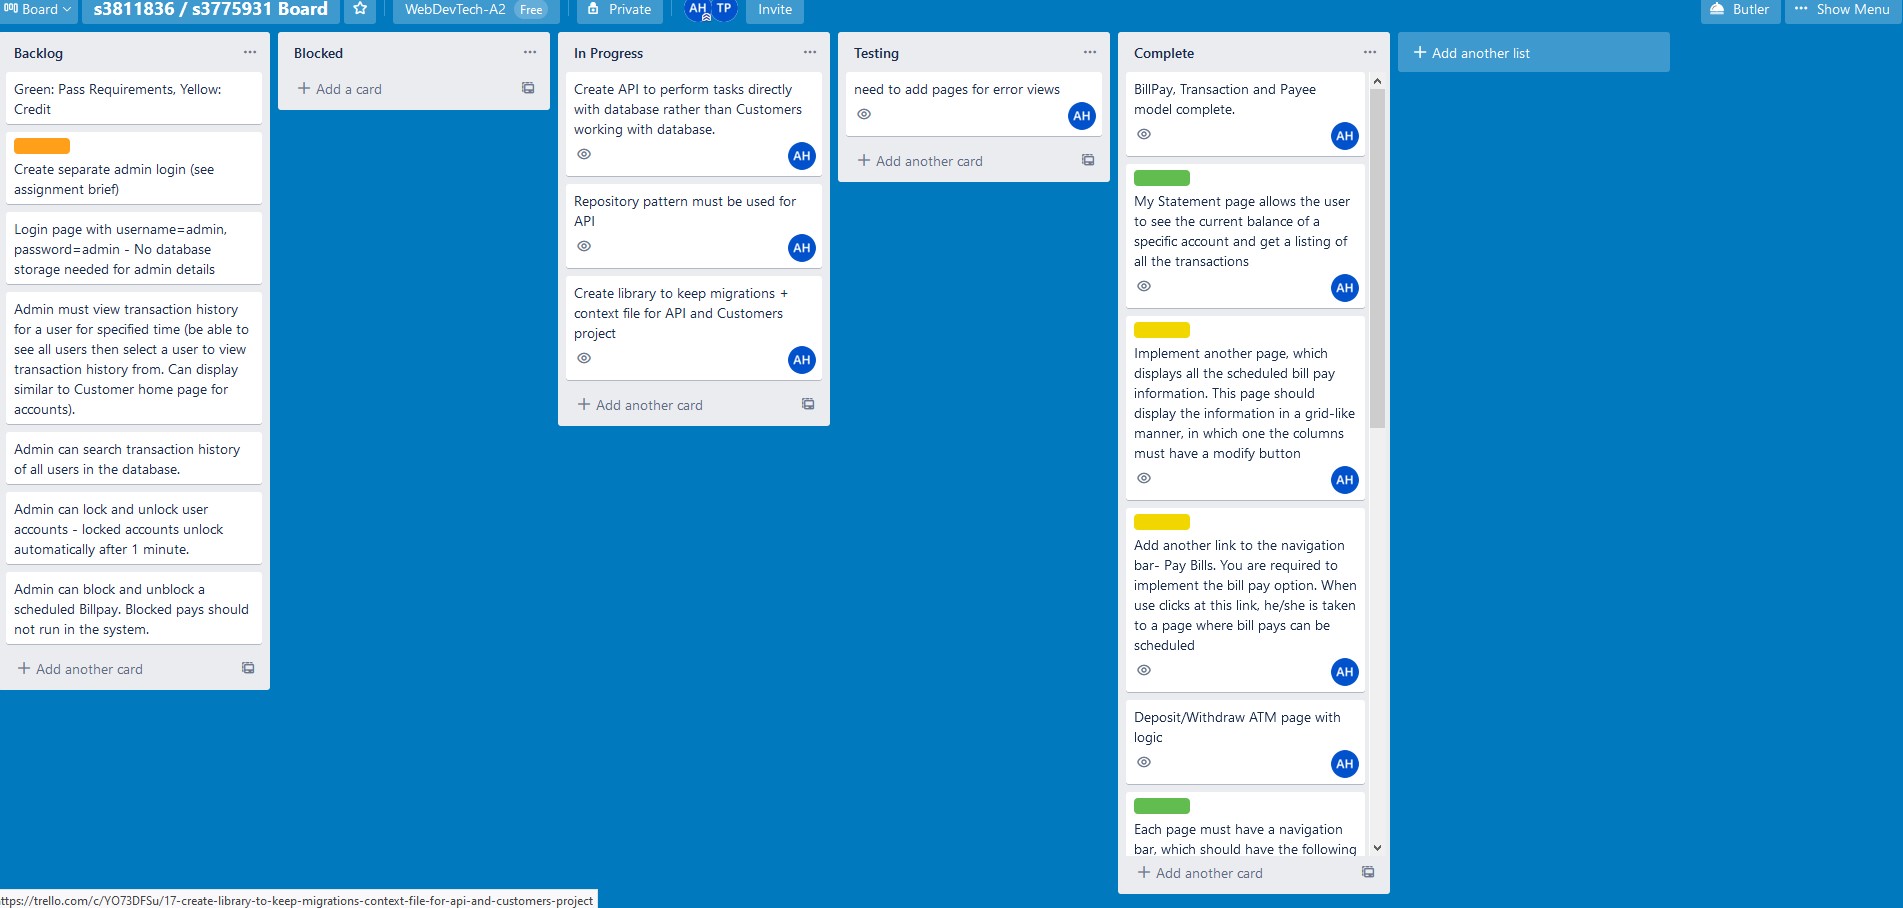 Board
s3811836 / s3775931 Board
WebDevTech-A2 Free
Private
AH TP
Invite
Butler
Show Menu
Backlog
Green: Pass Requirements, Yellow:
Credit
Create separate admin login (see
assignment brief)
Login page with username=admin,
password=admin - No database
storage needed for admin details
Admin must view transaction history
for a user for specified time (be able to
see all users then select a user to view
transaction history from. Can display
similar to Customer home page for
accounts).
Admin can search transaction history
of all users in the database.
Admin can lock and unlock user
accounts - locked accounts unlock
automatically after 1 minute.
Admin can block and unblock a
scheduled Billpay. Blocked pays should
not run in the system.
Add another card
Blocked
Add a card
In Progress
Create API to perform tasks directly
with database rather than Customers
working with database.
AH
Repository pattern must be used for
API
AH
Create library to keep migrations +
context file for API and Customers
project
AH
Add another card
Testing
need to add pages for error views
AH
Add another card
Complete
BillPay, Transaction and Payee
model complete.
AH
My Statement page allows the user
to see the current balance of a
specific account and get a listing of
all the transactions
AH
Implement another page, which
displays all the scheduled bill pay
information. This page should
display the information in a grid-like
manner, in which one the columns
must have a modify button
AH
Add another link to the navigation
bar- Pay Bills. You are required to
implement the bill pay option. When
use clicks at this link, he/she is taken
to a page where bill pays can be
scheduled
AH
Deposit/Withdraw ATM page with
logic
AH
Each page must have a navigation
bar, which should have the following
Add another card
Add another list
ttps://trello.com/c/YO73DFSu/17-create-library-to-keep-migrations-context-file-for-api-and-customers-project